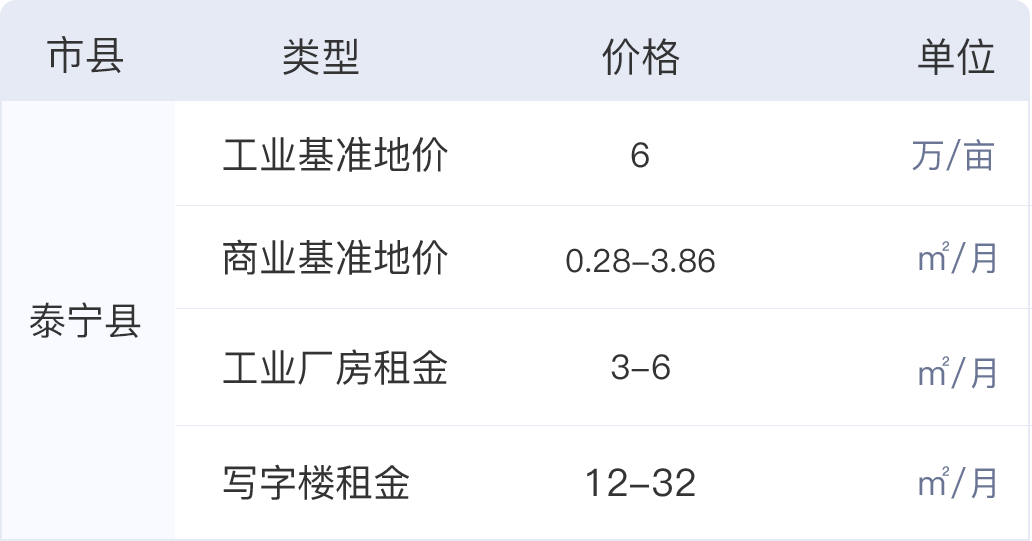 市县 类型 价格 单位
工业基准地价 6 万/亩
商业基准地价 0.28-3.86 ㎡/月
泰宁县
工业厂房租金 3-6 ㎡/月
写字楼租金 12-32 ㎡/月